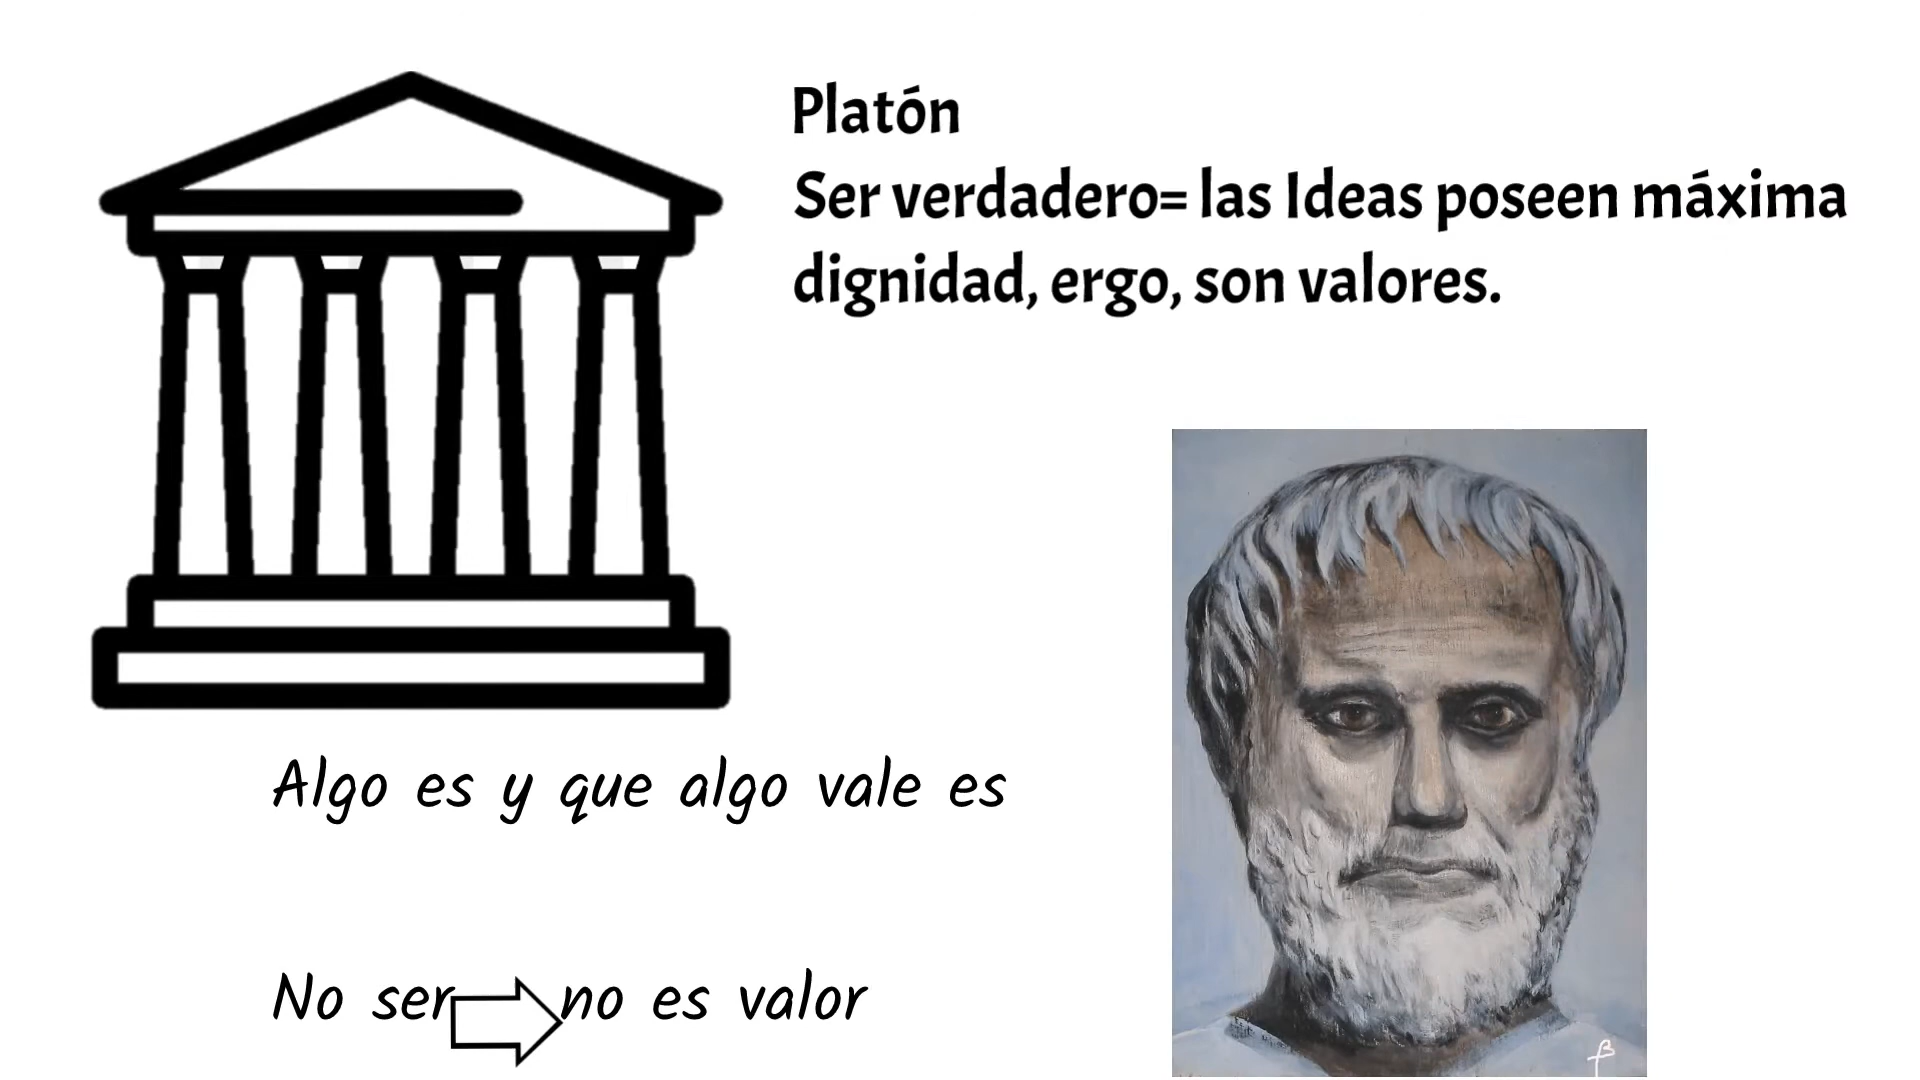 Platón
Ser verdadero= las Ideas poseen máxima
dignidad, ergo, son valores.
Algo es y que algo vale es
No ser no es valor